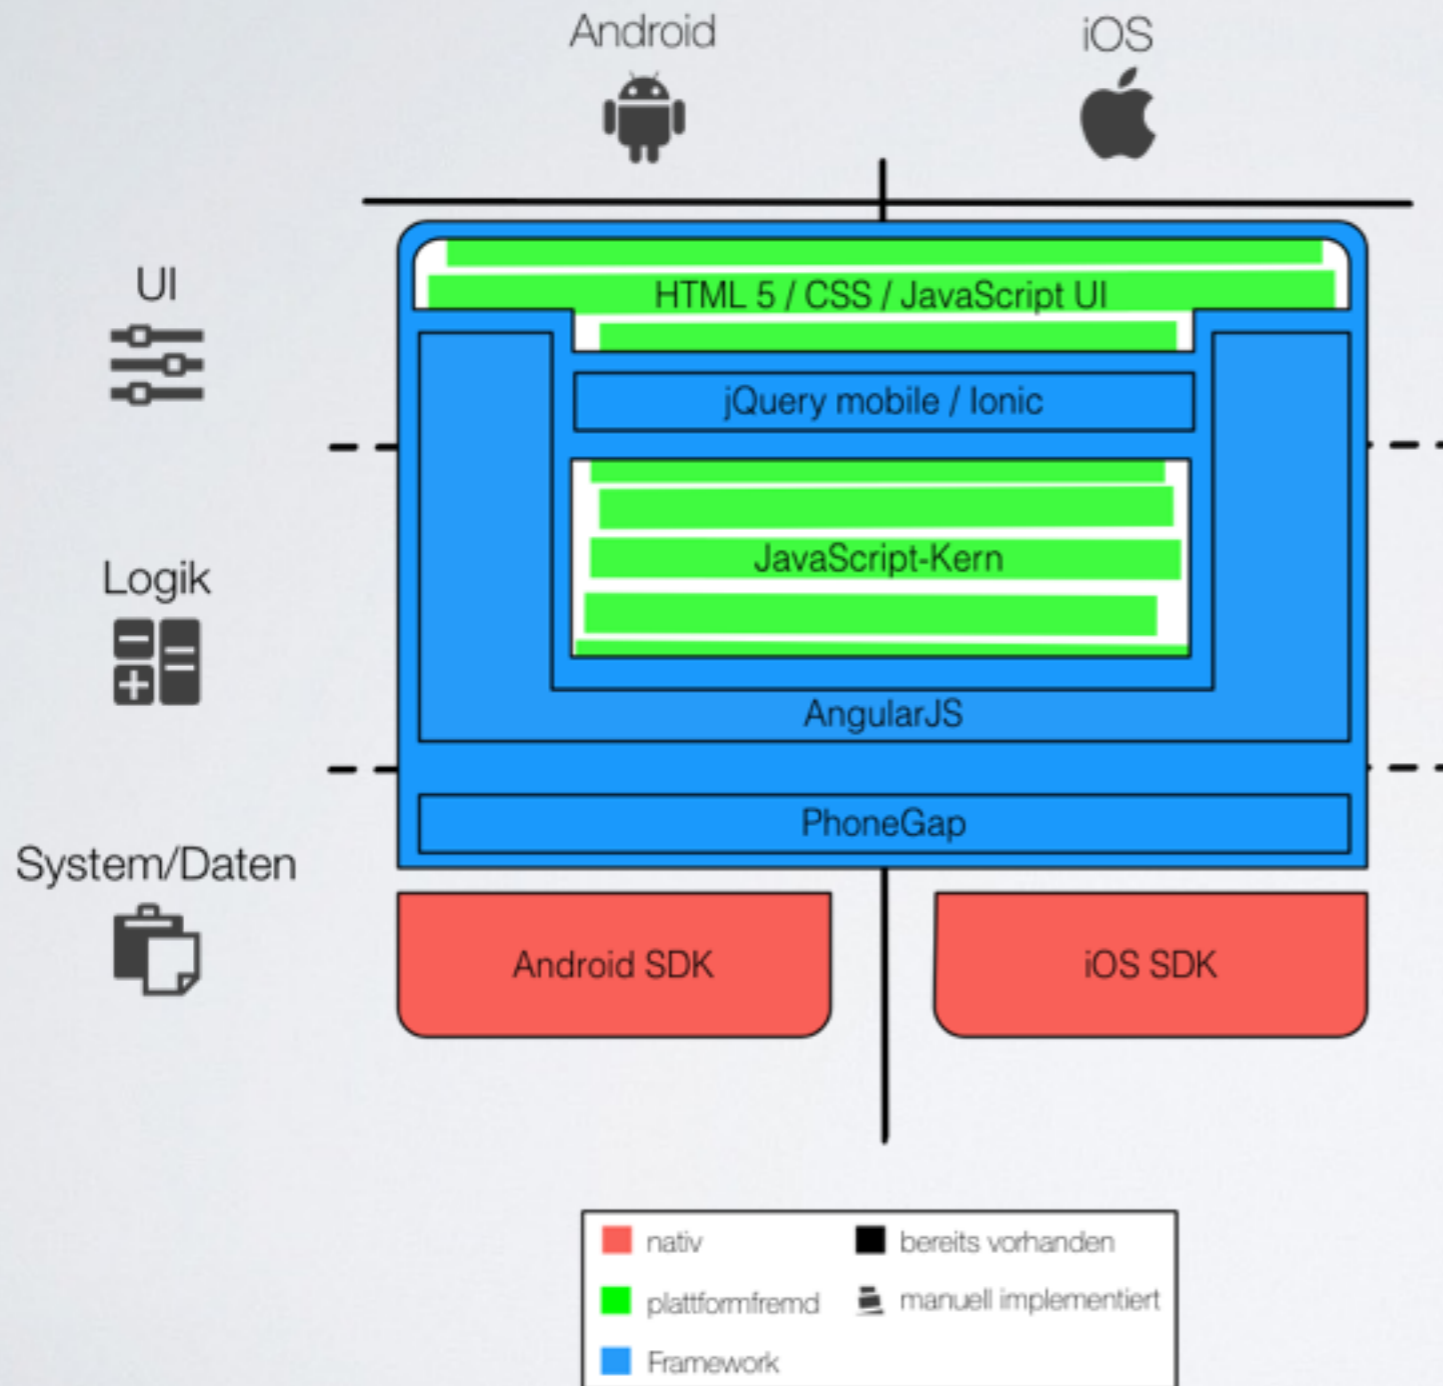 Android
iOS
UI
HTML 5 / CSS / JavaScript UI
jQuery mobile / Ionic
Logik
JavaScript-Kern
AngularJS
PhoneGap
System/Daten
Android SDK
iOS SDK
nativ
bereits vorhanden
plattformfremd
manuell implementiert
Framework